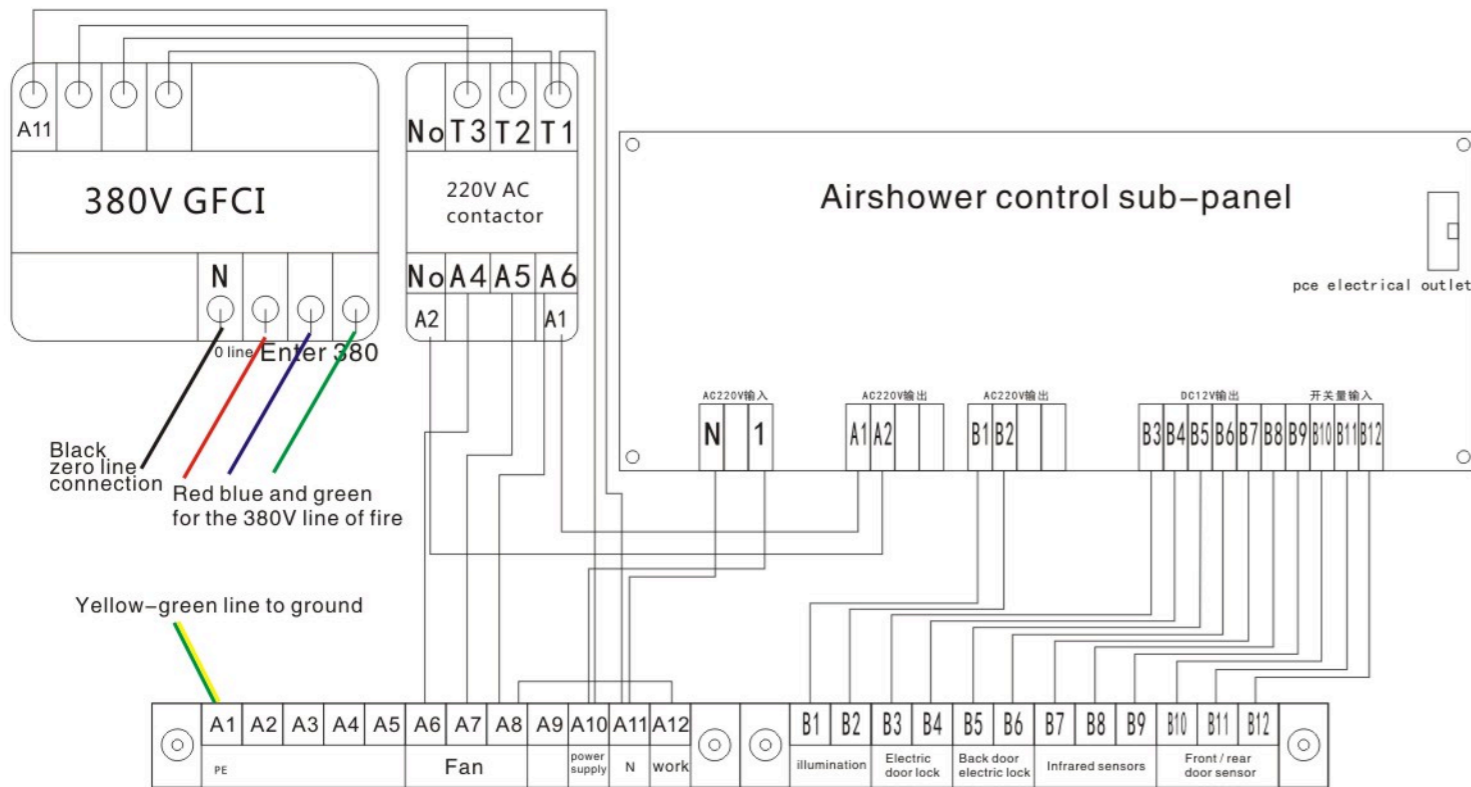 A11
380V GFCI
N
0 line
Enter 380
Black
zero line
connection
Red blue and green
for the 380V line of fire
No T3 T2 T1
220V AC
contactor
No A4 A5 A6
A2 A1
Airshower control sub-panel
pce electrical outlet
AC220V输入
N 1
AC220V输出
A1 A2
AC220V输出
B1 B2
DC12V输出
开关量输入
B3 B4 B5 B6 B7 B8 B9 B10 B11 B12
Yellow-green line to ground
A1 A2 A3 A4 A5 A6 A7 A8 A9 A10 A11 A12
PE
Fan
power
supply
N
work
B1 B2 B3 B4 B5 B6 B7 B8 B9 B10 B11 B12
illumination
Electric
door lock
Back door
electric lock
Infrared sensors
Front / rear
door sensor